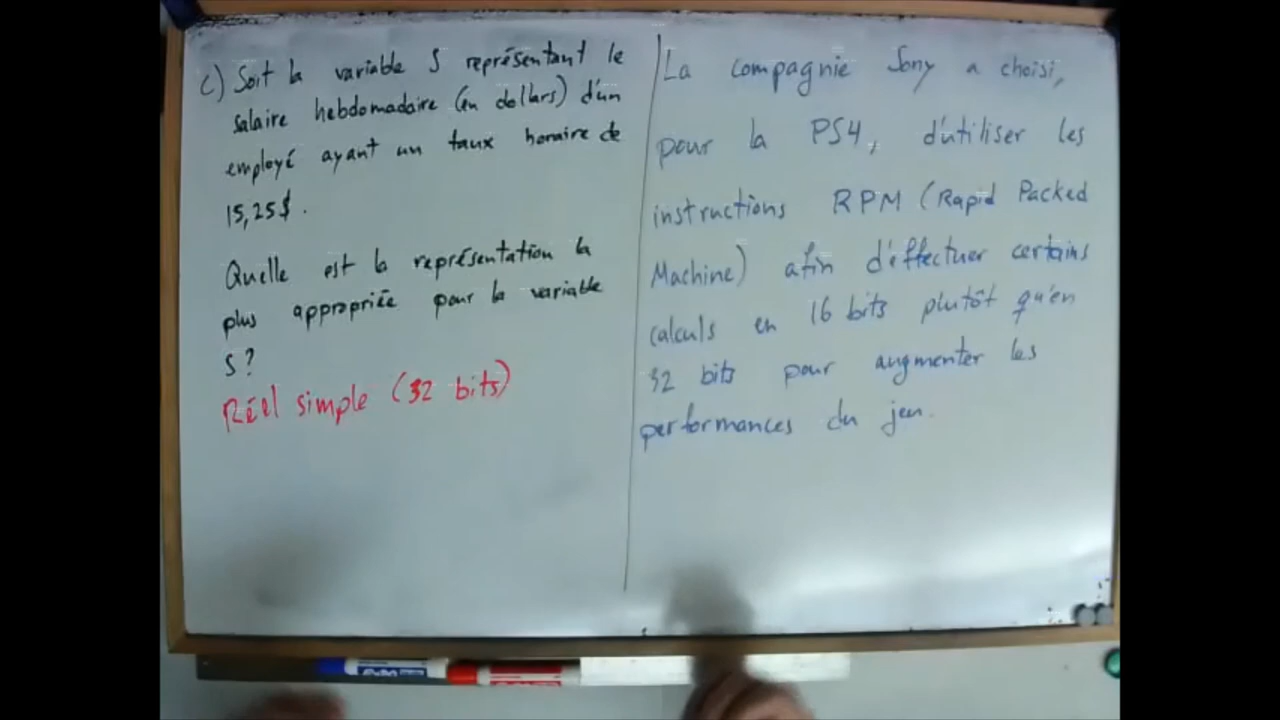 c) Soit la variable S représentant le
salaire hebdomadaire (en dollars) d'un
employé ayant un taux horaire de
15,25$.
Quelle est la représentation la
plus appropriée pour la variable
S?
Réel simple (32 bits)
La compagnie Sony a choisi,
pour la PS4, d'utiliser les
instructions RPM (Rapid Packed
Machine) afin d'effectuer certains
calculs en 16 bits plutôt qu'en
32 bits pour augmenter les
performances du jeu.